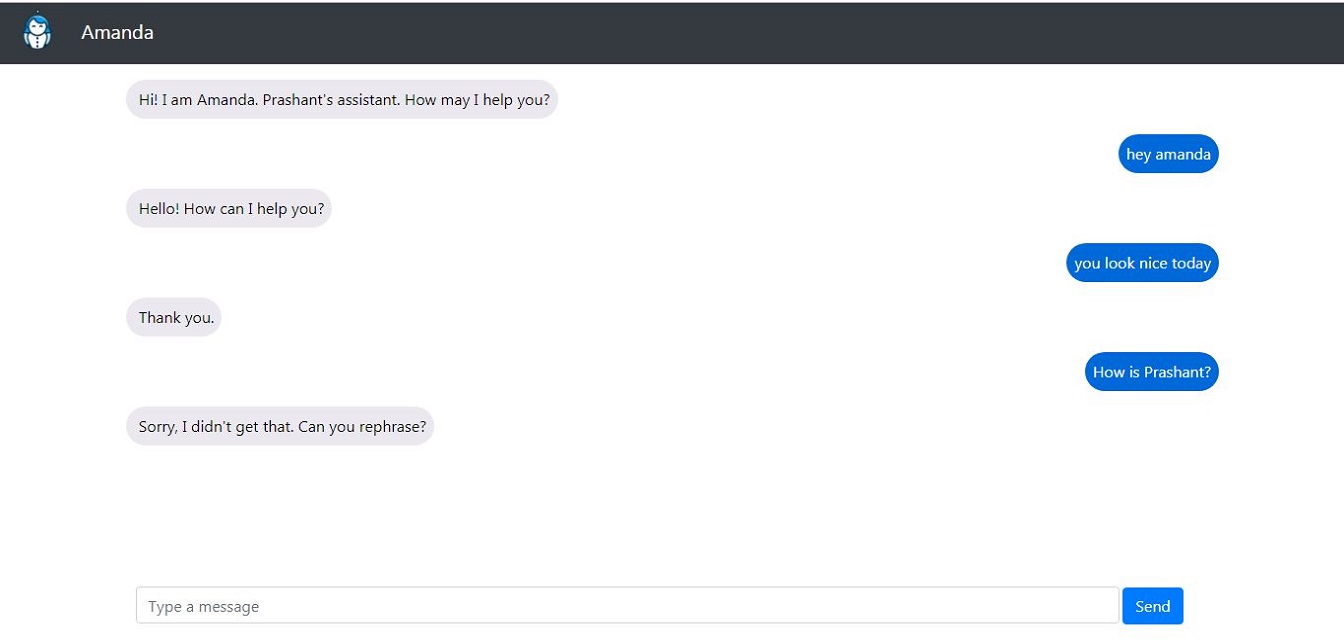 Amanda
Hi! I am Amanda. Prashant's assistant. How may I help you?
hey amanda
Hello! How can I help you?
you look nice today
Thank you.
How is Prashant?
Sorry, I didn't get that. Can you rephrase?
Type a message
Send